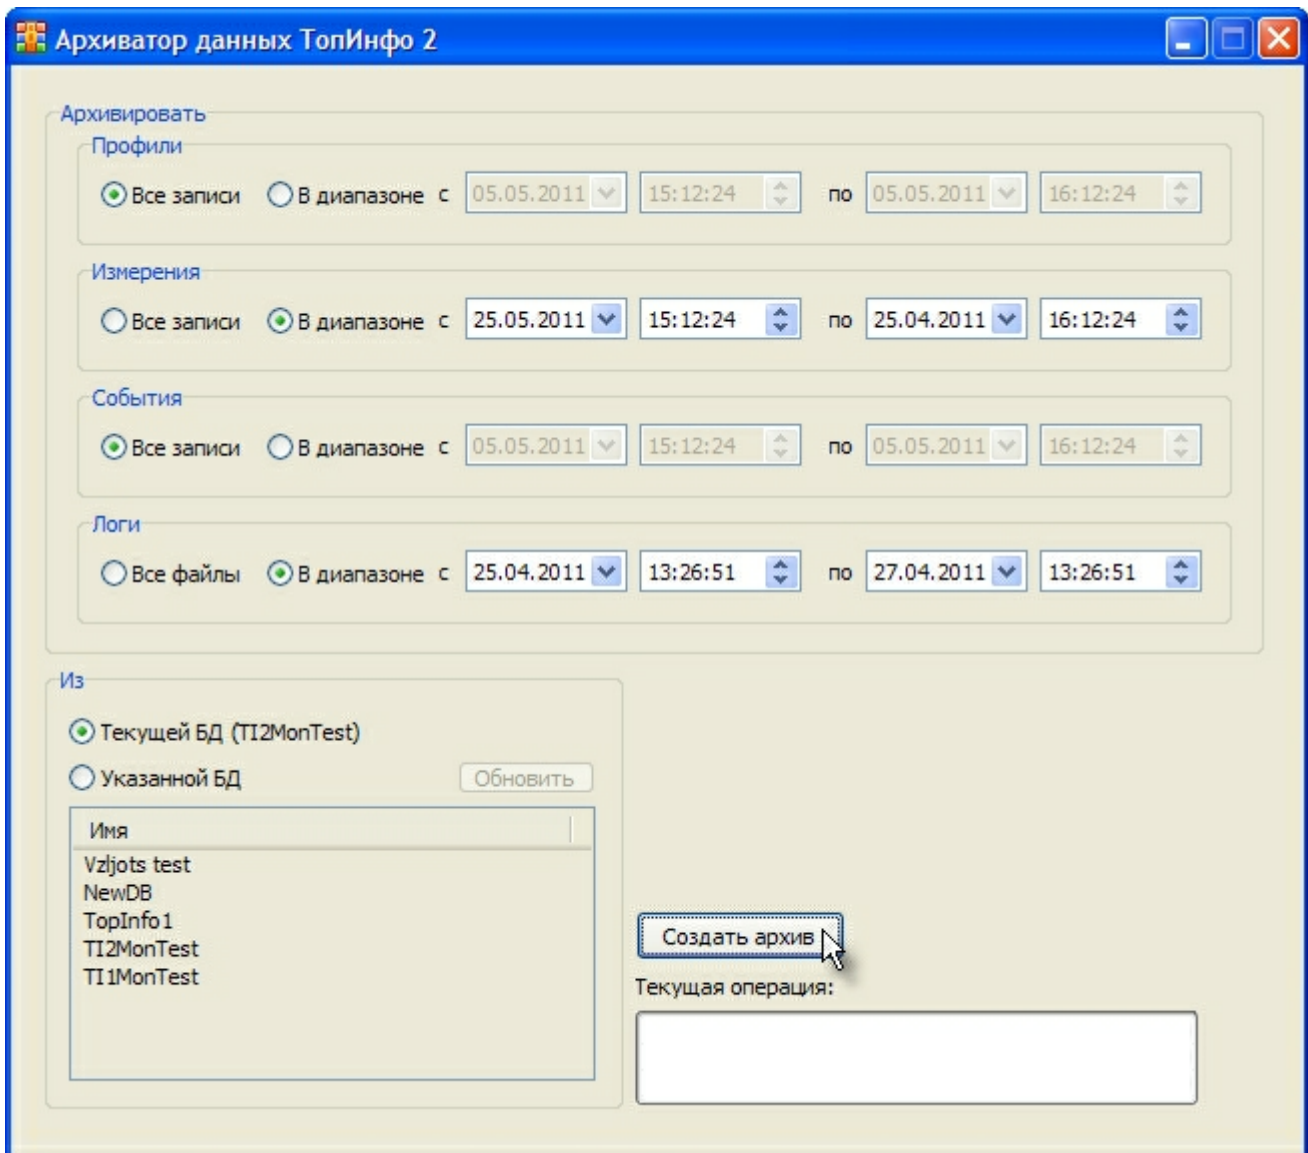 Архиватор данных ТопИнфо 2
Архивировать
Профили
Все записи В диапазоне с 05.05.2011 15:12:24 по 05.05.2011 16:12:24
Измерения
Все записи В диапазоне с 25.05.2011 15:12:24 по 25.04.2011 16:12:24
События
Все записи В диапазоне с 05.05.2011 15:12:24 по 05.05.2011 16:12:24
Логи
Все файлы В диапазоне с 25.04.2011 13:26:51 по 27.04.2011 13:26:51
Из
Текущей БД (TI2MonTest)
Указанной БД Обновить
Имя
Vzljots test
NewDB
TopInfo1
TI2MonTest
TI1MonTest
Создать архив
Текущая операция: